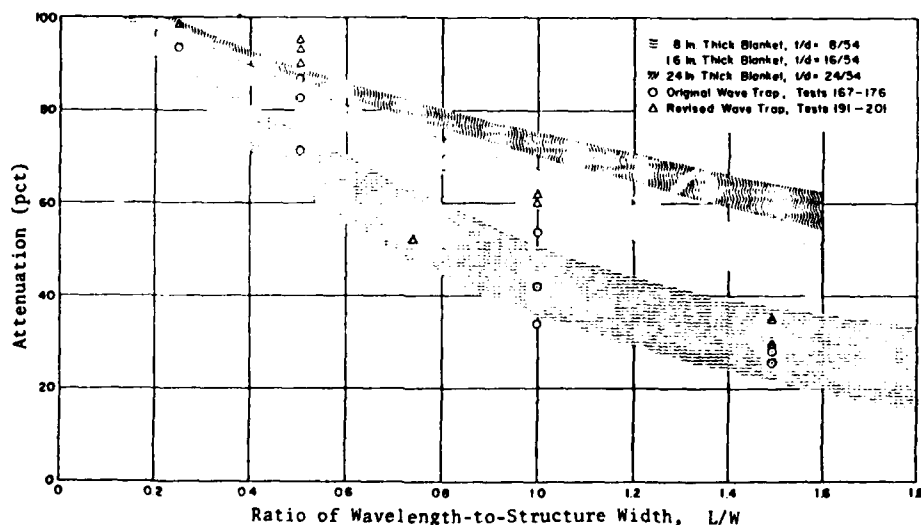 100
80
60
40
20
0
Attenuation (pct)
8 in. Thick Blanket, t/d = 8/54
16 in. Thick Blanket, t/d = 16/54
24 in. Thick Blanket, t/d = 24/54
Original Wave Trap, Tests 167-176
Revised Wave Trap, Tests 191-201
0 0.2 0.4 0.6 0.8 1.0 1.2 1.4 1.6 1.8
Ratio of Wavelength-to-Structure Width, L/W